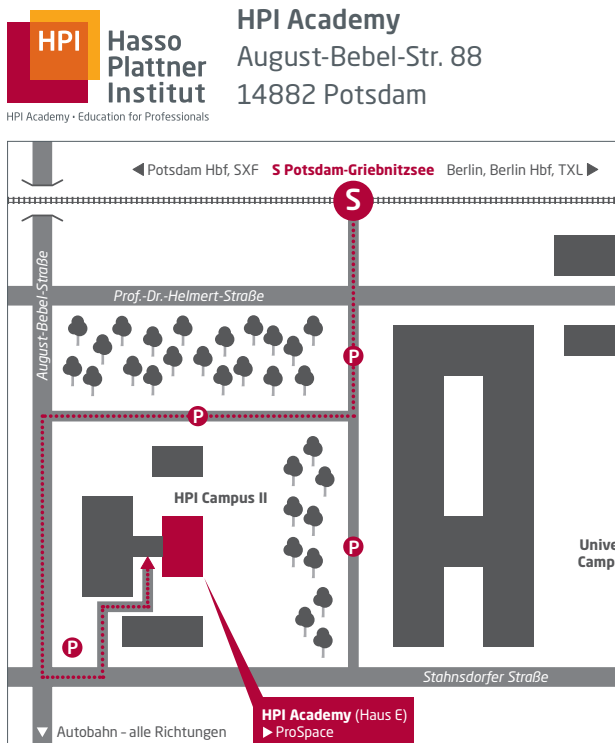 HPI
Hasso
Plattner
Institut
HPI Academy • Education for Professionals
HPI Academy
August-Bebel-Str. 88
14882 Potsdam
◀ Potsdam Hbf, SXF S Potsdam-Griebnitzsee Berlin, Berlin Hbf, TXL ▶
S
August-Bebel-Straße
Prof.-Dr.-Helmert-Straße
P
P
HPI Campus II
P
Unive
Camp
P
Stahnsdorfer Straße
HPI Academy (Haus E)
▶ ProSpace
▼ Autobahn – alle Richtungen